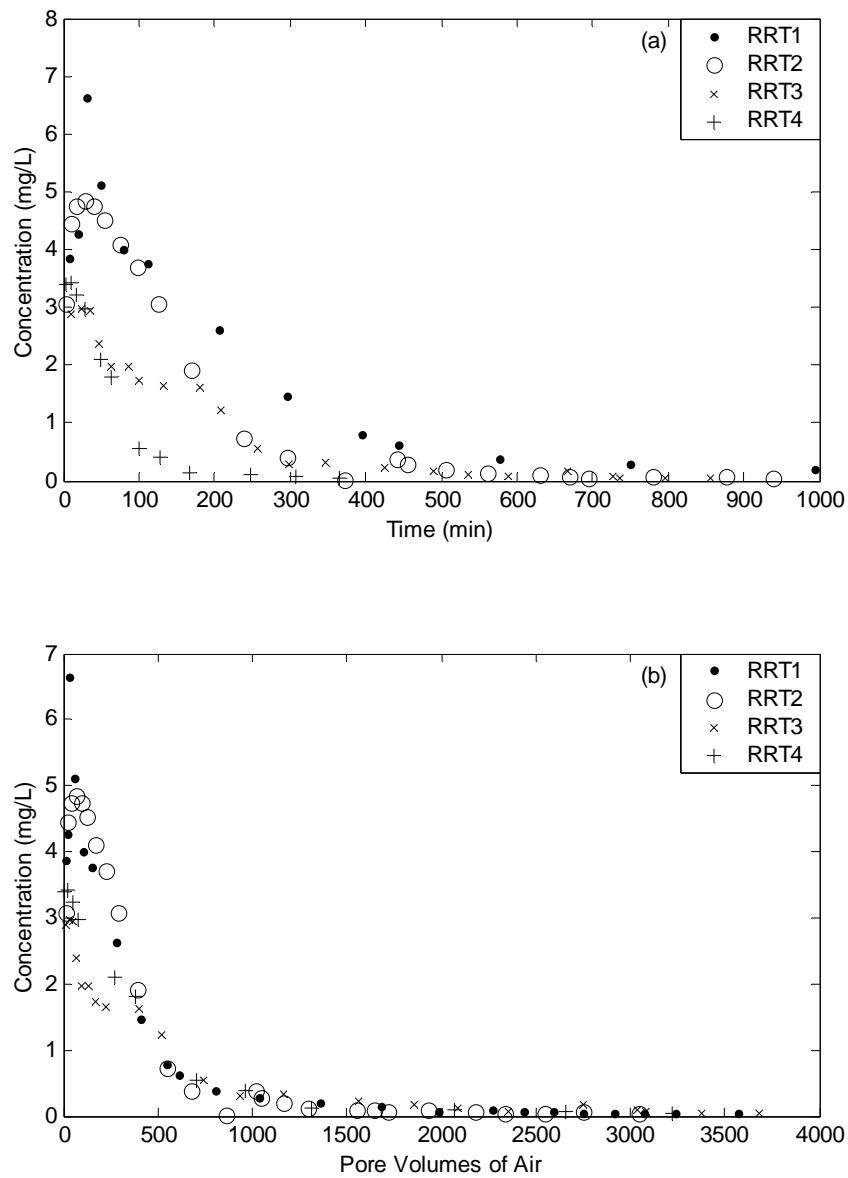 8
7
6
5
4
3
2
1
0
Concentration (mg/L)
(a)
RRT1
RRT2
RRT3
RRT4
0 100 200 300 400 500 600 700 800 900 1000
Time (min)
7
6
5
4
3
2
1
0
Concentration (mg/L)
(b)
RRT1
RRT2
RRT3
RRT4
0 500 1000 1500 2000 2500 3000 3500 4000
Pore Volumes of Air